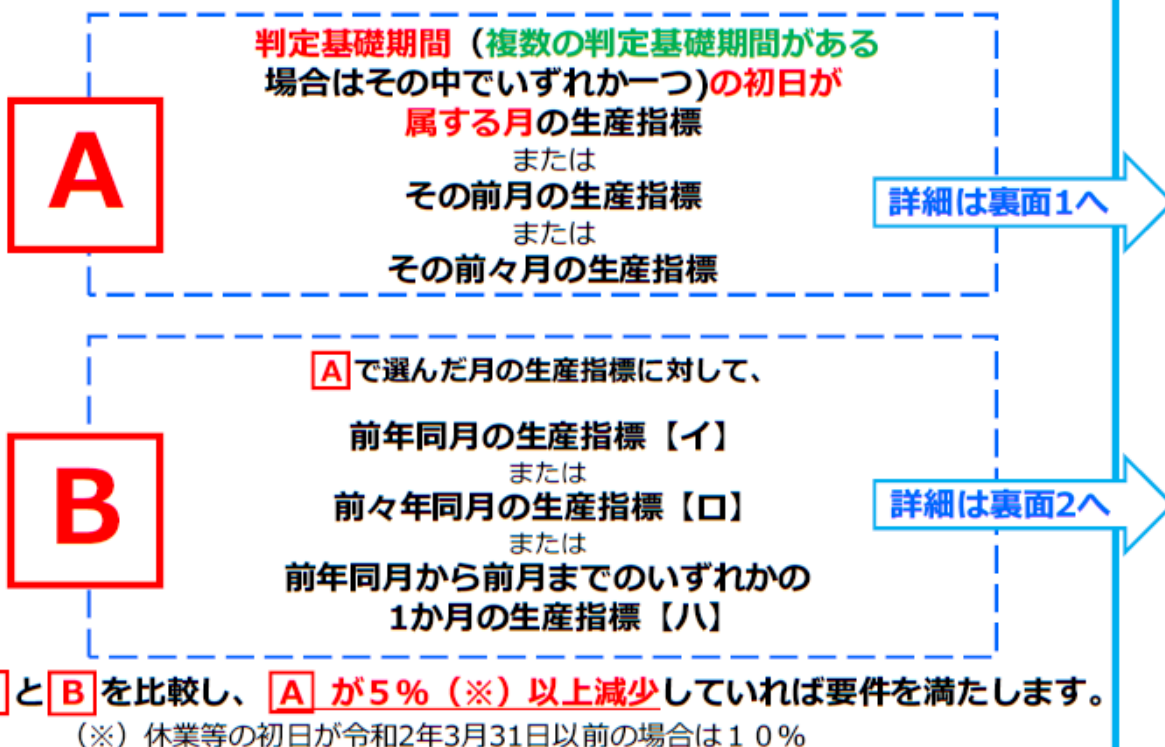 判定基礎期間（複数の判定基礎期間がある
場合はその中でいずれか一つ)の初日が
属する月の生産指標
または
その前月の生産指標
または
その前々月の生産指標
A
詳細は裏面1へ
Aで選んだ月の生産指標に対して、
前年同月の生産指標【イ】
または
前々年同月の生産指標【ロ】
または
前年同月から前月までのいずれかの
1か月の生産指標【ハ】
B
詳細は裏面2へ
とBを比較し、A が５％（※）以上減少していれば要件を満たします。
（※）休業等の初日が令和2年3月31日以前の場合は１０％